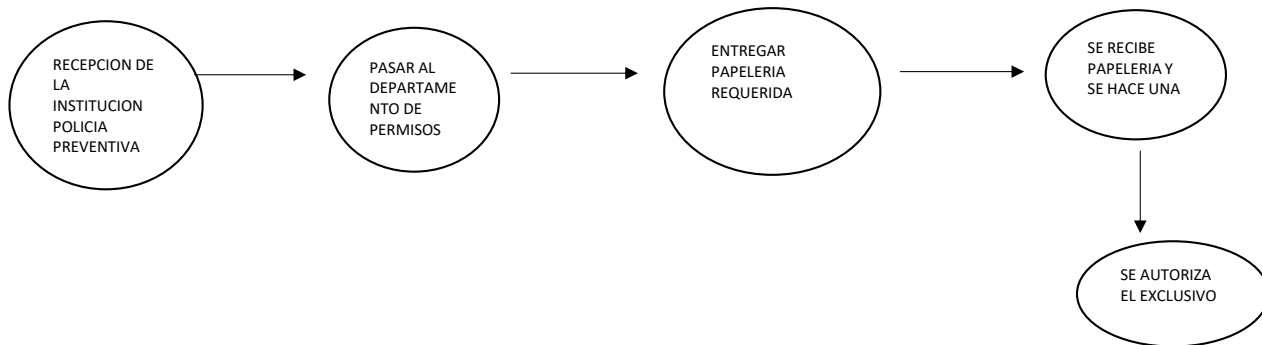 RECEPCION DE
LA
INSTITUCION
POLICIA
PREVENTIVA
PASAR AL
DEPARTAME
NTO DE
PERMISOS
ENTREGAR
PAPELERIA
REQUERIDA
SE RECIBE
PAPELERIA Y
SE HACE UNA
SE AUTORIZA
EL EXCLUSIVO